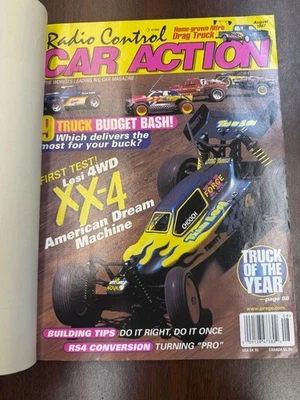 August
1997
Home-grown Nitro
Drag Truck
Radio Control
CAR ACTION
THE WORLD'S LEADING R/C CAR MAGAZINE
9 TRUCK BUDGET BASH!
Which delivers the
most for your buck?
FIRST TEST!
Losi 4WD
XX-4
American Dream
Machine
TRUCK
OF THE
YEAR
page 88
BUILDING TIPS DO IT RIGHT, DO IT ONCE
RS4 CONVERSION TURNING "PRO"